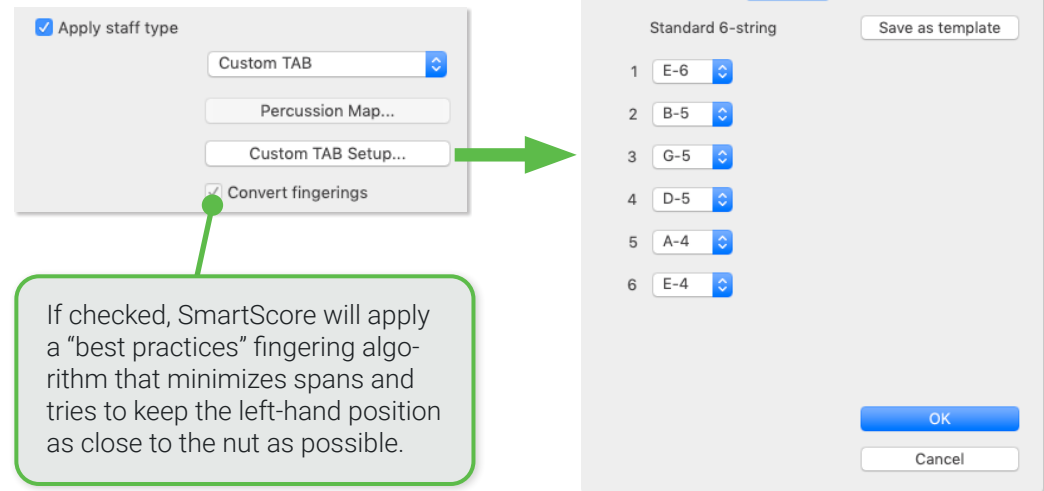 Apply staff type
Custom TAB
Percussion Map...
Custom TAB Setup...
Convert fingerings
If checked, SmartScore will apply
a “best practices” fingering algo-
rithm that minimizes spans and
tries to keep the left-hand position
as close to the nut as possible.
Standard 6-string
Save as template
1 E-6
2 B-5
3 G-5
4 D-5
5 A-4
6 E-4
OK
Cancel